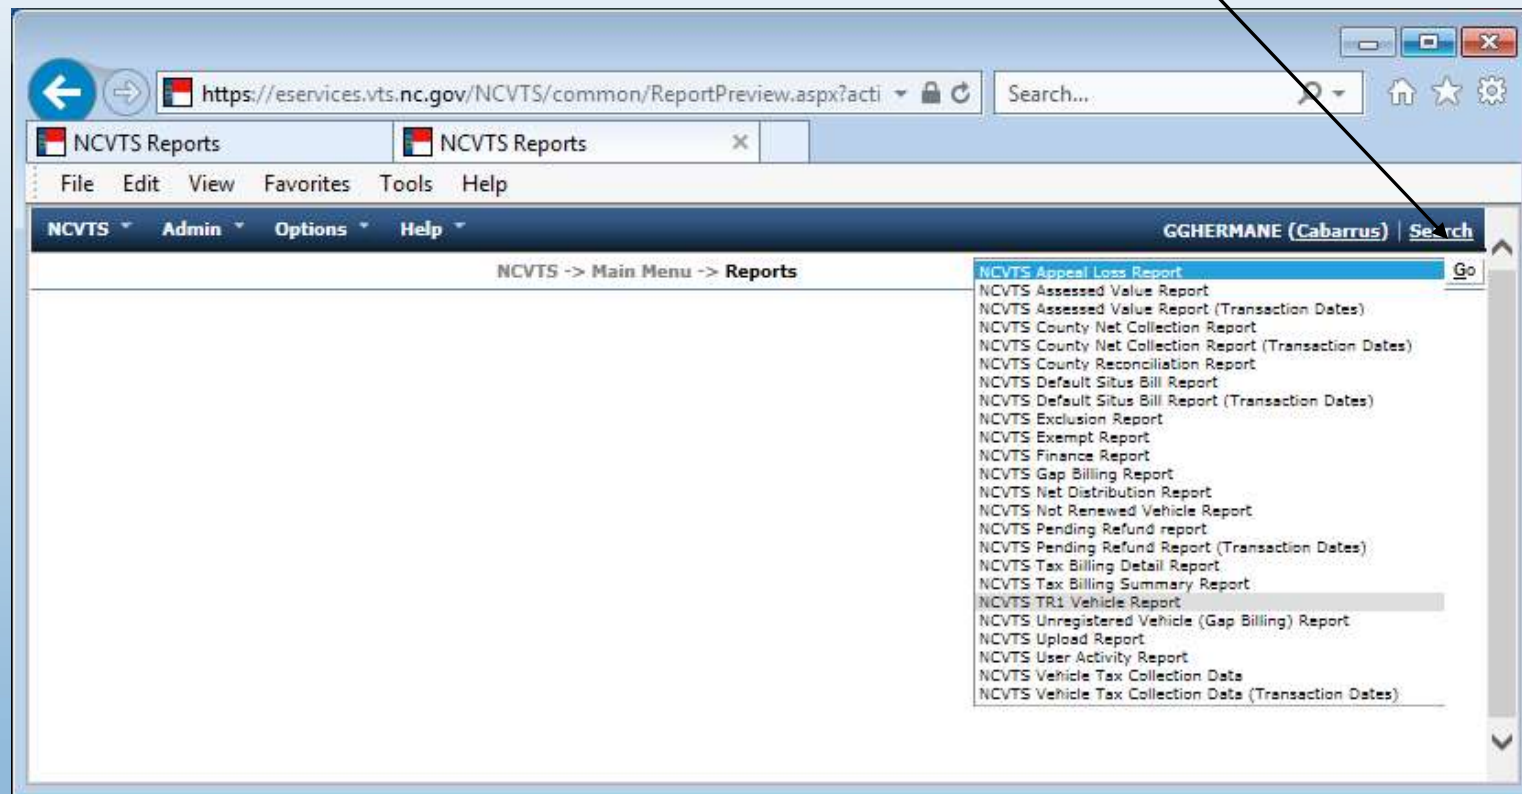 https://eservices.vts.nc.gov/NCVTS/common/ReportPreview.aspx?acti
Search...
NCVTS Reports
NCVTS Reports
File Edit View Favorites Tools Help
NCVTS Admin Options Help GGHERMANE (Cabarrus) | Search
NCVTS -> Main Menu -> Reports
Go
NCVTS Appeal Loss Report
NCVTS Assessed Value Report
NCVTS Assessed Value Report (Transaction Dates)
NCVTS County Net Collection Report
NCVTS County Net Collection Report (Transaction Dates)
NCVTS County Reconciliation Report
NCVTS Default Situs Bill Report
NCVTS Default Situs Bill Report (Transaction Dates)
NCVTS Exclusion Report
NCVTS Exempt Report
NCVTS Finance Report
NCVTS Gap Billing Report
NCVTS Net Distribution Report
NCVTS Not Renewed Vehicle Report
NCVTS Pending Refund report
NCVTS Pending Refund Report (Transaction Dates)
NCVTS Tax Billing Detail Report
NCVTS Tax Billing Summary Report
NCVTS TR1 Vehicle Report
NCVTS Unregistered Vehicle (Gap Billing) Report
NCVTS Upload Report
NCVTS User Activity Report
NCVTS Vehicle Tax Collection Data
NCVTS Vehicle Tax Collection Data (Transaction Dates)